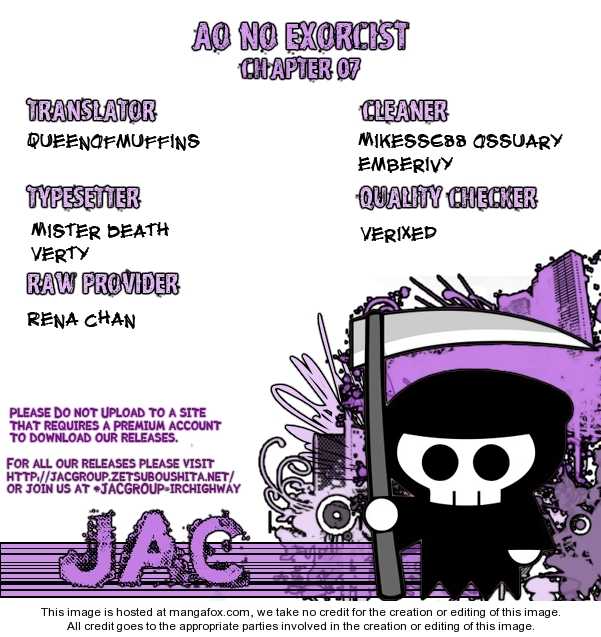 AO NO EXORCIST
CHAPTER 07
TRANSLATOR
QUEENOFMUFFINS
CLEANER
MIKESSC88 OSSUARY
EMBERIVY
TYPESETTER
MISTER DEATH
VERTY
QUALITY CHECKER
VERIXED
RAW PROVIDER
RENA CHAN
PLEASE DO NOT UPLOAD TO A SITE
THAT REQUIRES A PREMIUM ACCOUNT
TO DOWNLOAD OUR RELEASES.
FOR ALL OUR RELEASES PLEASE VISIT
HTTP://JACGROUP.ZETSUBOUSHITA.NET/
OR JOIN US AT #JACGROUP@IRCHIGHWAY
JAC
This image is hosted at mangafox.com, we take no credit for the creation or editing of this image.
All credit goes to the appropriate parties involved in the creation or editing of this image.